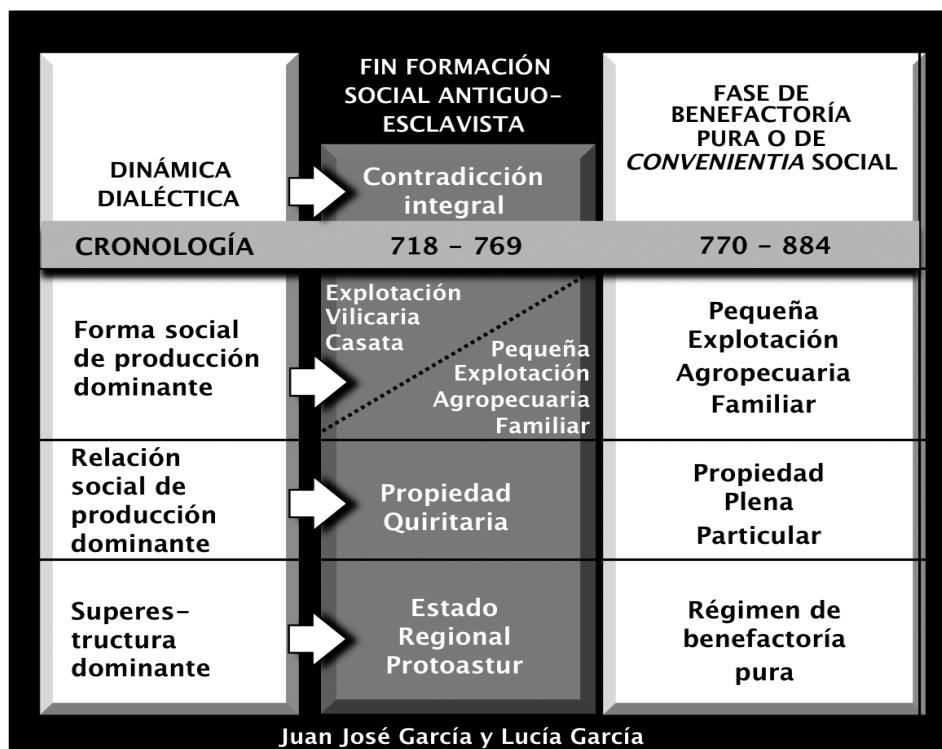 DINÁMICA
DIALÉCTICA
FIN FORMACIÓN
SOCIAL ANTIGUO-
ESCLAVISTA
Contradicción
integral
FASE DE
BENEFACTORÍA
PURA O DE
CONVENIENTIA SOCIAL
CRONOLOGÍA
718 – 769
770 – 884
Forma social
de producción
dominante
Explotación
Vilicaria
Casata
Pequeña
Explotación
Agropecuaria
Familiar
Pequeña
Explotación
Agropecuaria
Familiar
Relación
social de
producción
dominante
Propiedad
Quiritaria
Propiedad
Plena
Particular
Superes-
tructura
dominante
Estado
Regional
Protoastur
Régimen de
benefactoría
pura
Juan José García y Lucía García